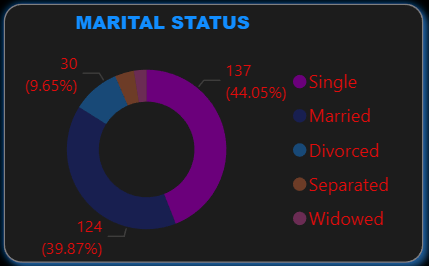 MARITAL STATUS
30
(9.65%)
137
(44.05%)
Single
Married
Divorced
Separated
Widowed
124
(39.87%)